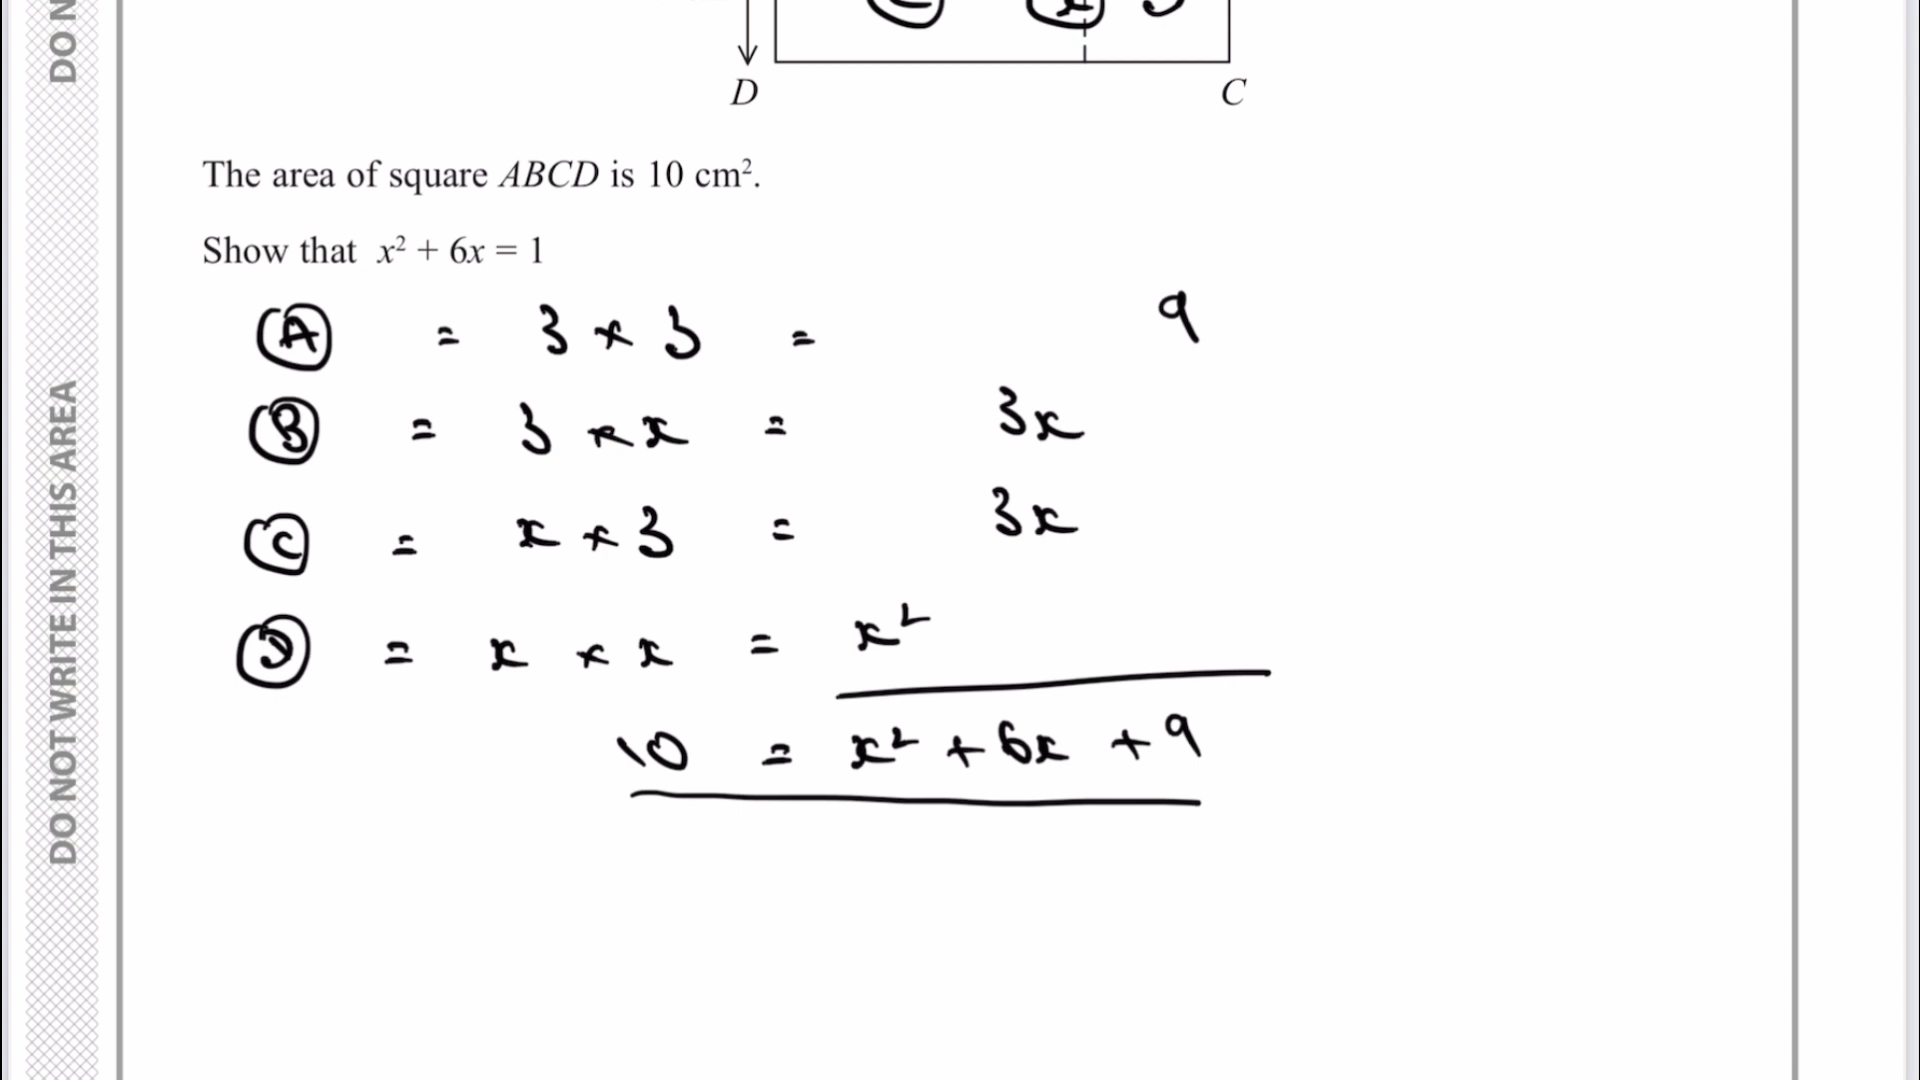 D C
The area of square ABCD is 10 cm².
Show that x² + 6x = 1
A = 3 × 3 = 9
B = 3 × x = 3x
C = x × 3 = 3x
D = x × x = x²
10 = x² + 6x + 9
DO NOT WRITE IN THIS AREA
DO N